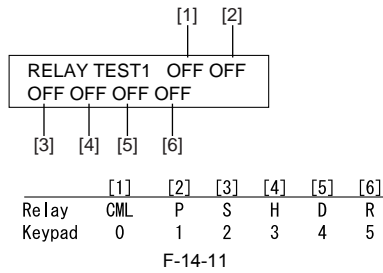 [1] [2]
RELAY TEST1 OFF OFF
OFF OFF OFF OFF
[3] [4] [5] [6]
[1] [2] [3] [4] [5] [6]
Relay CML P S H D R
Keypad 0 1 2 3 4 5
F-14-11